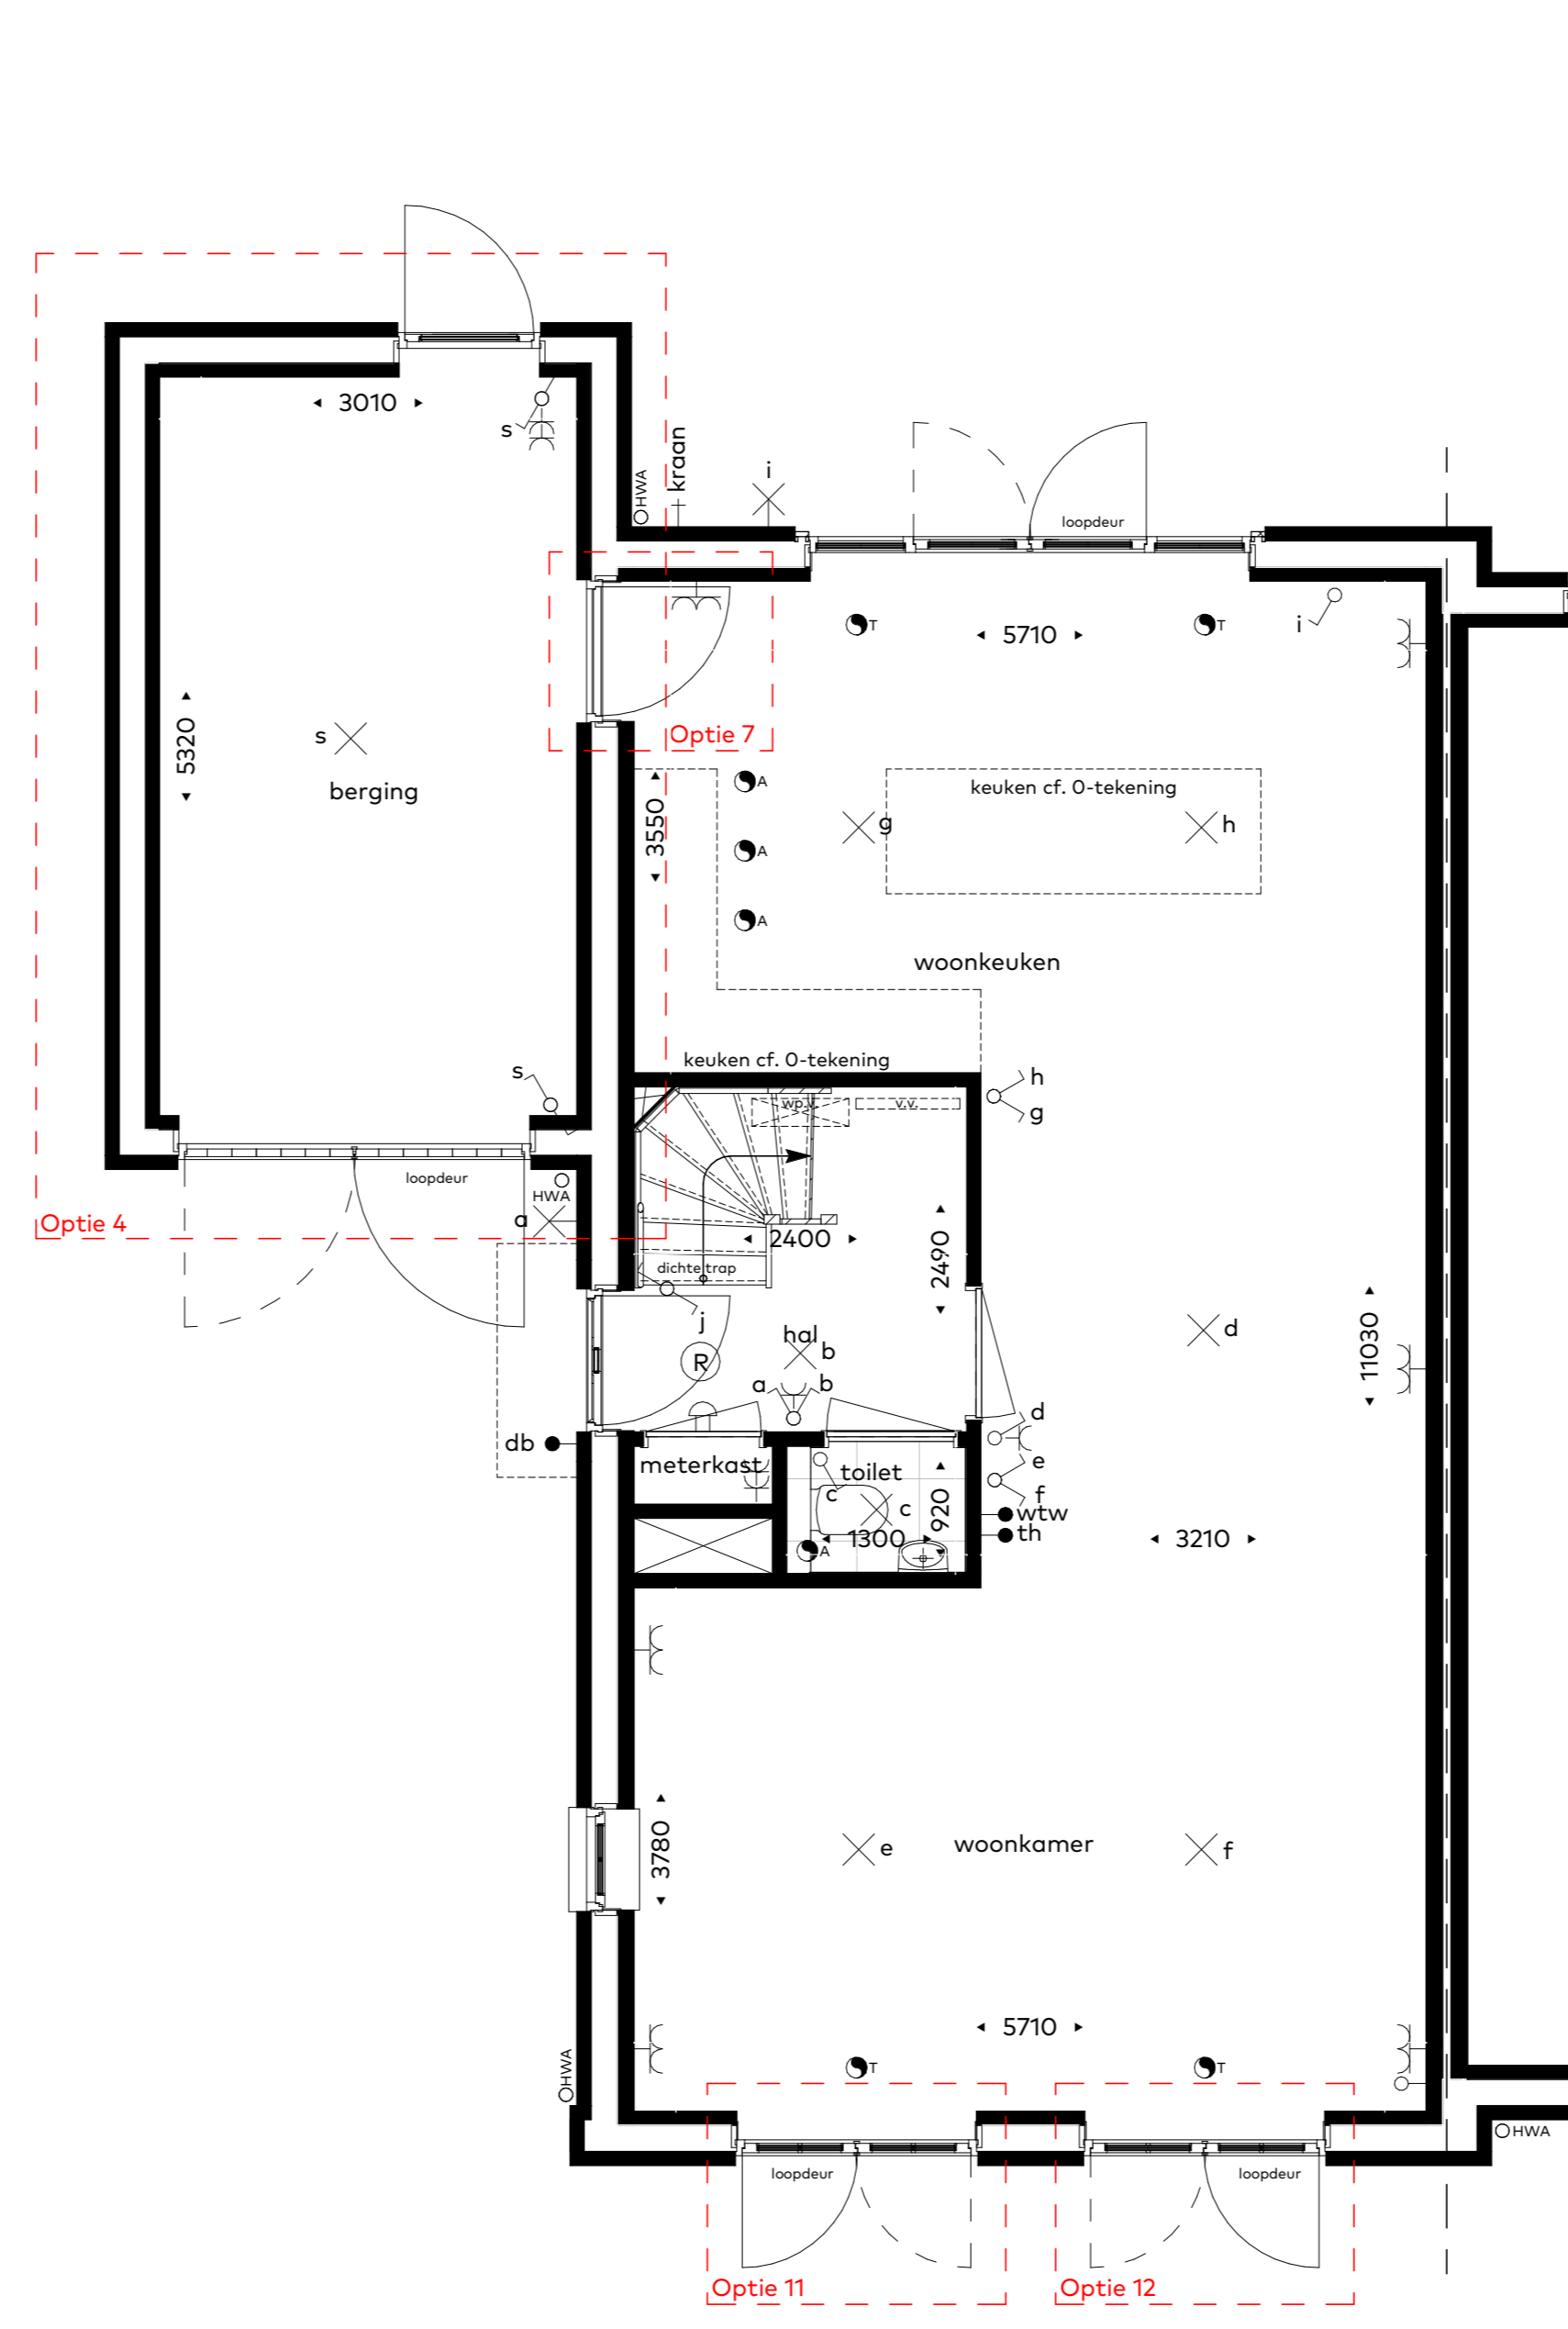 3010
s
HWA
kraan
i
loopdeur
T
5710
T
i
Optie 7
5320
s
berging
A
3550
A
A
g
keuken cf. 0-tekening
h
woonkeuken
keuken cf. 0-tekening
s
h
g
wp.v.
v.v.
loopdeur
HWA
a
Optie 4
2400
2490
dichte trap
j
hal
b
R
a
b
d
11030
d
db
meterkast
toilet
e
c
c
f
920
wtw
1300
th
A
3210
3780
e
woonkamer
f
5710
HWA
T
T
HWA
loopdeur
loopdeur
Optie 11
Optie 12